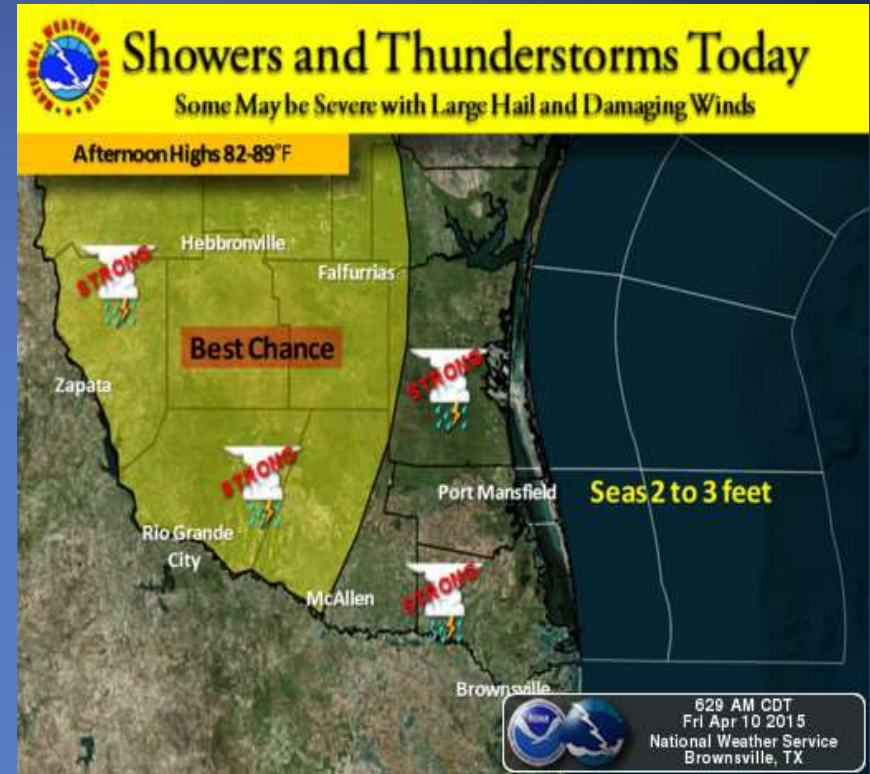 Showers and Thunderstorms Today
Some May be Severe with Large Hail and Damaging Winds
Afternoon Highs 82-89°F
Hebbronville
STRONG
Falfurrias
Best Chance
STRONG
Zapata
STRONG
Port Mansfield
Seas 2 to 3 feet
Rio Grande
City
McAllen
STRONG
Brownsville
629 AM CDT
Fri Apr 10 2015
National Weather Service
Brownsville, TX
NATIONAL WEATHER SERVICE
NOAA